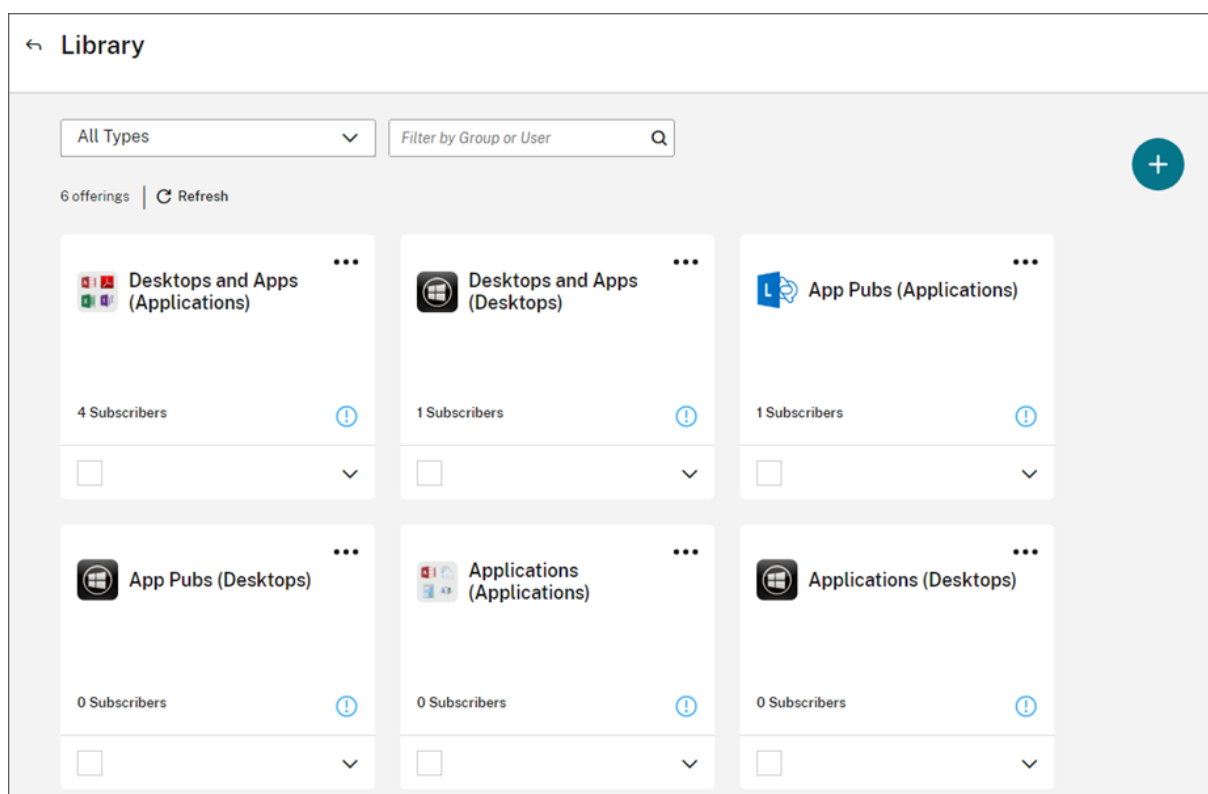 Library
All Types
Filter by Group or User
6 offerings
Refresh
Desktops and Apps
(Applications)
4 Subscribers
Desktops and Apps
(Desktops)
1 Subscribers
App Pubs (Applications)
1 Subscribers
App Pubs (Desktops)
0 Subscribers
Applications
(Applications)
0 Subscribers
Applications (Desktops)
0 Subscribers